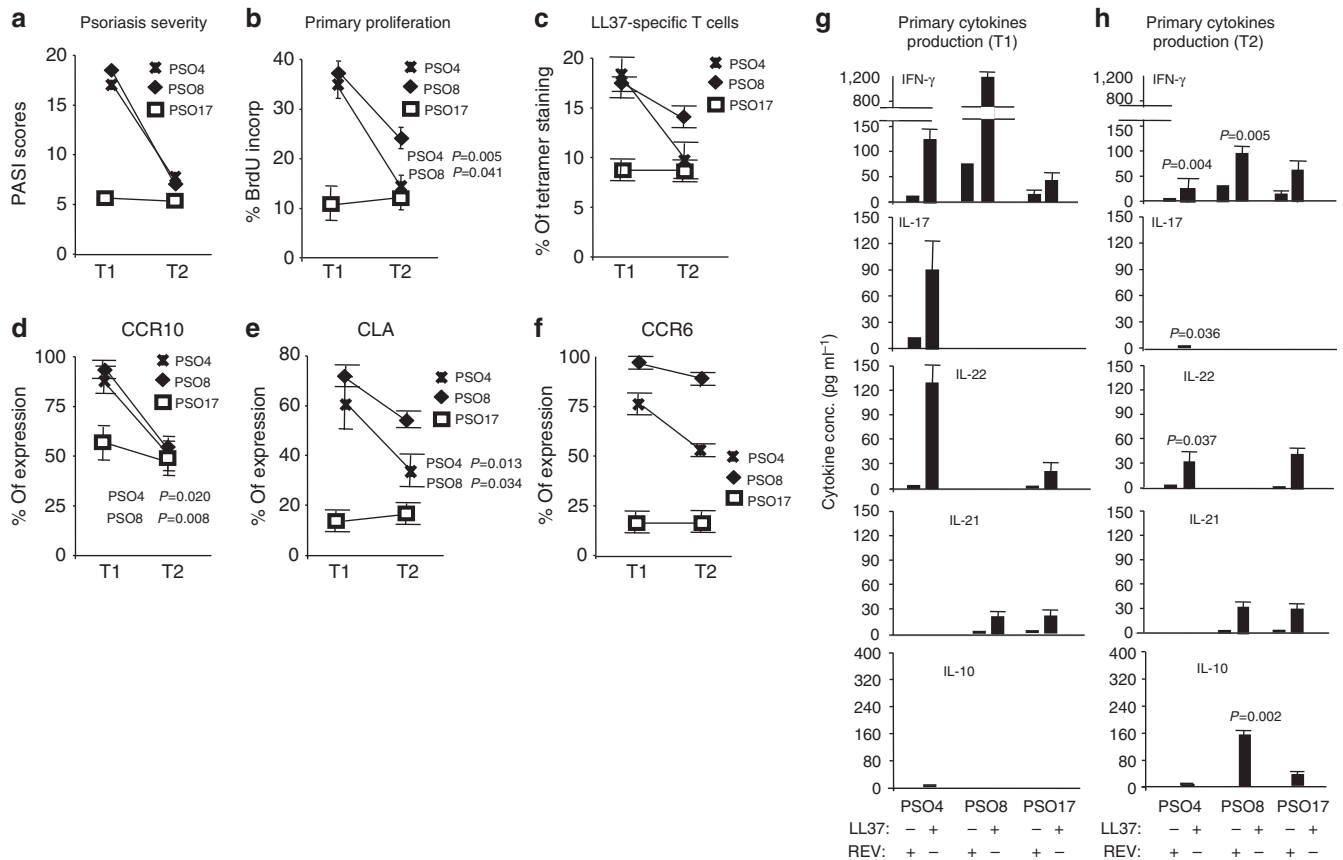 a Psoriasis severity
PASI scores
20
15
10
5
0
PSO4
PSO8
PSO17
T1 T2
b Primary proliferation
% BrdU incorp
40
30
20
10
0
PSO4
PSO8
PSO17
PSO4 P=0.005
PSO8 P=0.041
T1 T2
c LL37-specific T cells
% Of tetramer staining
20
15
10
5
0
PSO4
PSO8
PSO17
T1 T2
d CCR10
% Of expression
100
75
50
25
0
PSO4
PSO8
PSO17
PSO4 P=0.020
PSO8 P=0.008
T1 T2
e CLA
% Of expression
80
60
40
20
0
PSO4
PSO8
PSO17
PSO4 P=0.013
PSO8 P=0.034
T1 T2
f CCR6
% Of expression
100
75
50
25
0
PSO4
PSO8
PSO17
T1 T2
g Primary cytokines
production (T1)
Cytokine conc. (pg ml⁻¹)
IFN-γ
1,200
800
150
100
50
0
IL-17
150
120
90
60
30
0
IL-22
150
120
90
60
30
0
IL-21
150
120
90
60
30
0
IL-10
400
320
240
160
80
0
PSO4 PSO8 PSO17
LL37: – + – + – +
REV: + – + – + –
h Primary cytokines
production (T2)
IFN-γ
1,200
800
150
100
50
0
P=0.004
P=0.005
IL-17
150
120
90
60
30
0
P=0.036
IL-22
150
120
90
60
30
0
P=0.037
IL-21
150
120
90
60
30
0
IL-10
400
320
240
160
80
0
P=0.002
PSO4 PSO8 PSO17
LL37: – + – + – +
REV: + – + – + –